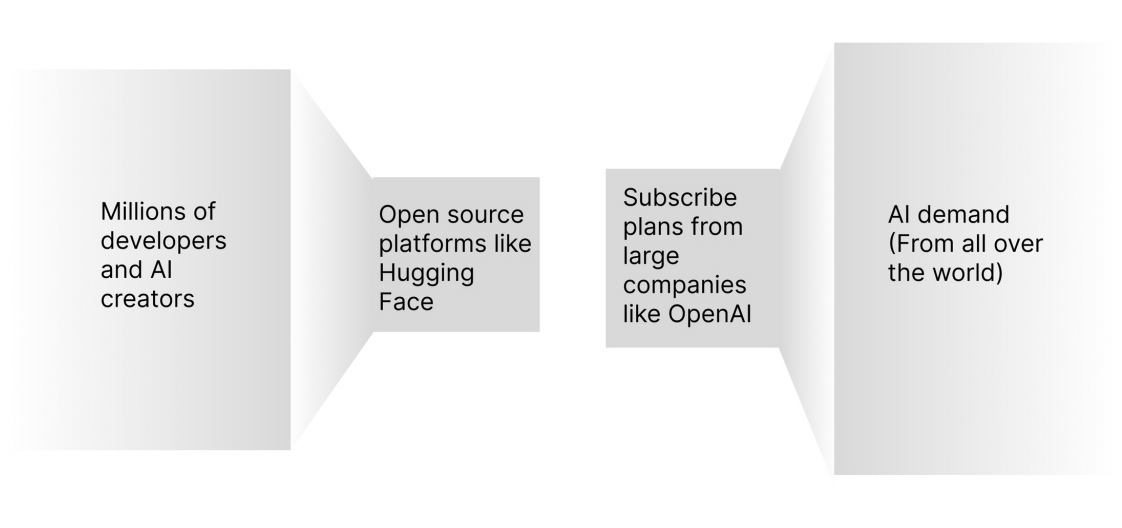 Millions of
developers
and AI
creators
Open source
platforms like
Hugging
Face
Subscribe
plans from
large
companies
like OpenAI
AI demand
(From all over
the world)